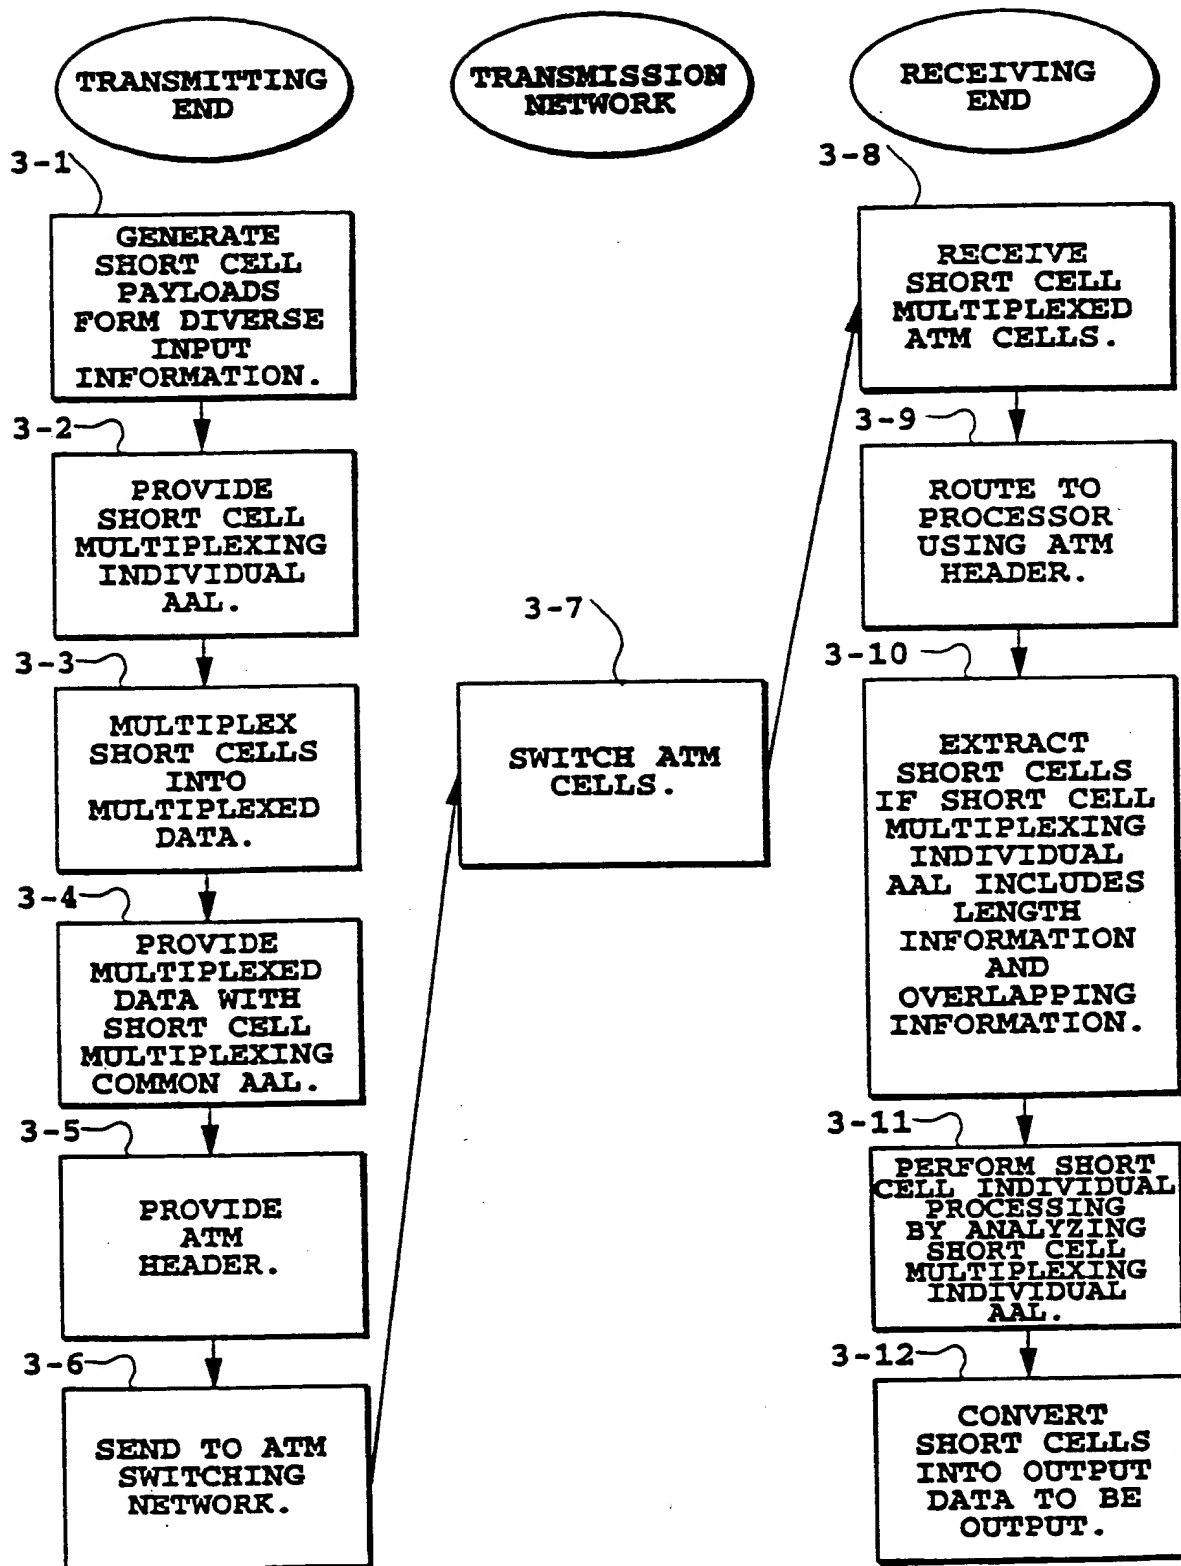 TRANSMITTING
END
3-1
GENERATE
SHORT CELL
PAYLOADS
FORM DIVERSE
INPUT
INFORMATION.
3-2
PROVIDE
SHORT CELL
MULTIPLEXING
INDIVIDUAL
AAL.
3-3
MULTIPLEX
SHORT CELLS
INTO
MULTIPLEXED
DATA.
3-4
PROVIDE
MULTIPLEXED
DATA WITH
SHORT CELL
MULTIPLEXING
COMMON AAL.
3-5
PROVIDE
ATM
HEADER.
3-6
SEND TO ATM
SWITCHING
NETWORK.
TRANSMISSION
NETWORK
3-7
SWITCH ATM
CELLS.
RECEIVING
END
3-8
RECEIVE
SHORT CELL
MULTIPLEXED
ATM CELLS.
3-9
ROUTE TO
PROCESSOR
USING ATM
HEADER.
3-10
EXTRACT
SHORT CELLS
IF SHORT CELL
MULTIPLEXING
INDIVIDUAL
AAL INCLUDES
LENGTH
INFORMATION
AND
OVERLAPPING
INFORMATION.
3-11
PERFORM SHORT
CELL INDIVIDUAL
PROCESSING
BY ANALYZING
SHORT CELL
MULTIPLEXING
INDIVIDUAL
AAL.
3-12
CONVERT
SHORT CELLS
INTO OUTPUT
DATA TO BE
OUTPUT.